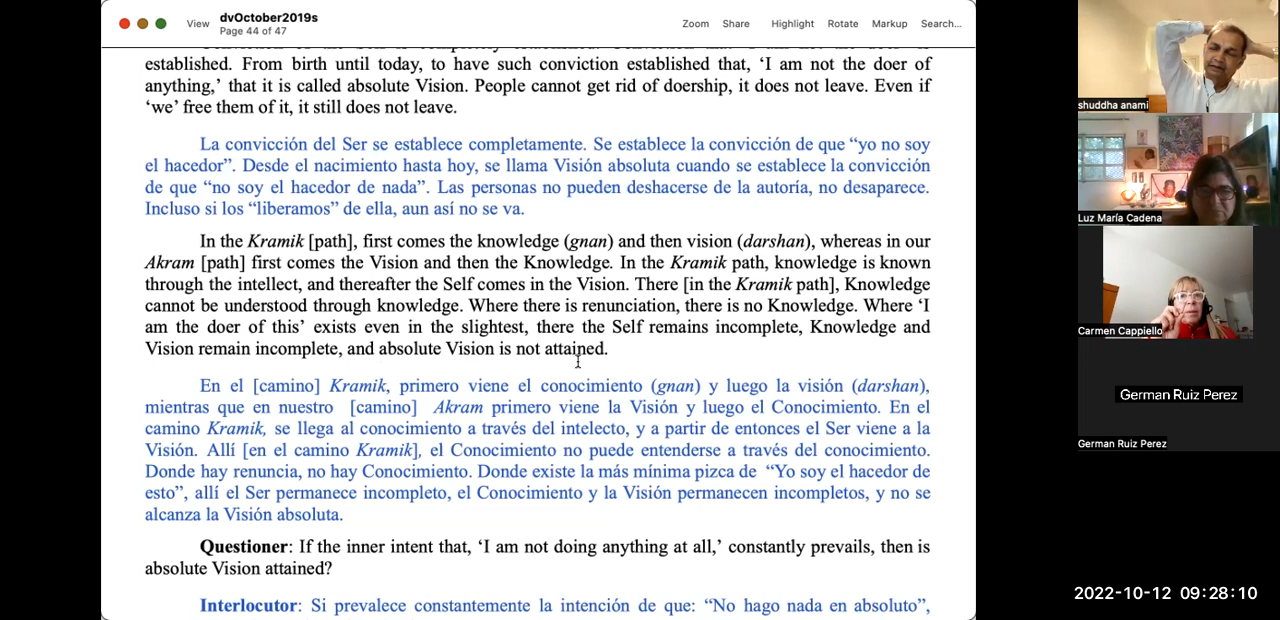 View
dvOctober2019s
Page 44 of 47
Zoom Share Highlight Rotate Markup Search...
established. From birth until today, to have such conviction established that, ‘I am not the doer of
anything,’ that it is called absolute Vision. People cannot get rid of doership, it does not leave. Even if
‘we’ free them of it, it still does not leave.
La convicción del Ser se establece completamente. Se establece la convicción de que “yo no soy
el hacedor”. Desde el nacimiento hasta hoy, se llama Visión absoluta cuando se establece la convicción
de que “no soy el hacedor de nada”. Las personas no pueden deshacerse de la autoría, no desaparece.
Incluso si los “liberamos” de ella, aun así no se va.
In the Kramik [path], first comes the knowledge (gnan) and then vision (darshan), whereas in our
Akram [path] first comes the Vision and then the Knowledge. In the Kramik path, knowledge is known
through the intellect, and thereafter the Self comes in the Vision. There [in the Kramik path], Knowledge
cannot be understood through knowledge. Where there is renunciation, there is no Knowledge. Where ‘I
am the doer of this’ exists even in the slightest, there the Self remains incomplete, Knowledge and
Vision remain incomplete, and absolute Vision is not attained.
En el [camino] Kramik, primero viene el conocimiento (gnan) y luego la visión (darshan),
mientras que en nuestro [camino] Akram primero viene la Visión y luego el Conocimiento. En el
camino Kramik, se llega al conocimiento a través del intelecto, y a partir de entonces el Ser viene a la
Visión. Allí [en el camino Kramik], el Conocimiento no puede entenderse a través del conocimiento.
Donde hay renuncia, no hay Conocimiento. Donde existe la más mínima pizca de “Yo soy el hacedor de
esto”, allí el Ser permanece incompleto, el Conocimiento y la Visión permanecen incompletos, y no se
alcanza la Visión absoluta.
Questioner: If the inner intent that, ‘I am not doing anything at all,’ constantly prevails, then is
absolute Vision attained?
Interlocutor: Si prevalece constantemente la intención de que: “No hago nada en absoluto”,
shuddha anami
Luz María Cadena
Carmen Cappiello
German Ruiz Perez
German Ruiz Perez
2022-10-12 09:28:10